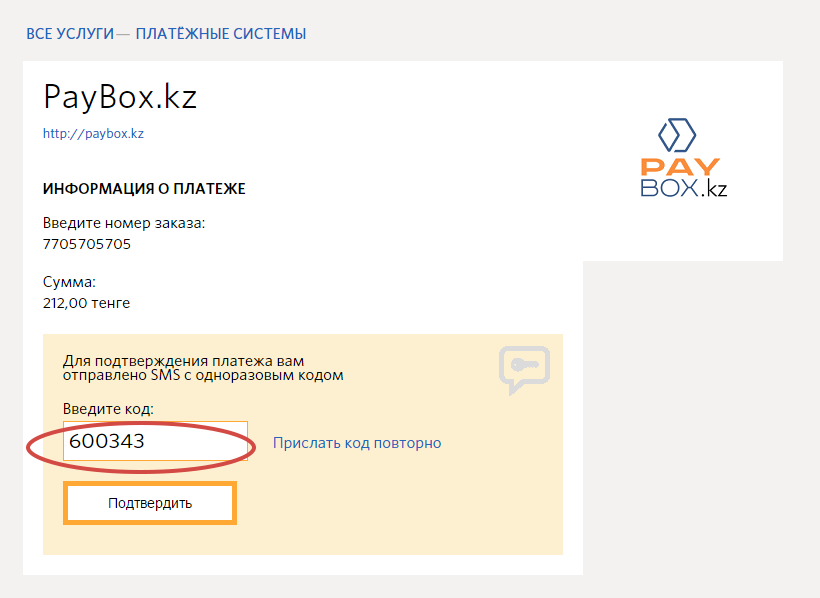 ВСЕ УСЛУГИ— ПЛАТЁЖНЫЕ СИСТЕМЫ
PayBox.kz
http://paybox.kz
PAY
BOX.kz
ИНФОРМАЦИЯ О ПЛАТЕЖЕ
Введите номер заказа:
7705705705
Сумма:
212,00 тенге
Для подтверждения платежа вам
отправлено SMS с одноразовым кодом
Введите код:
600343
Прислать код повторно
Подтвердить